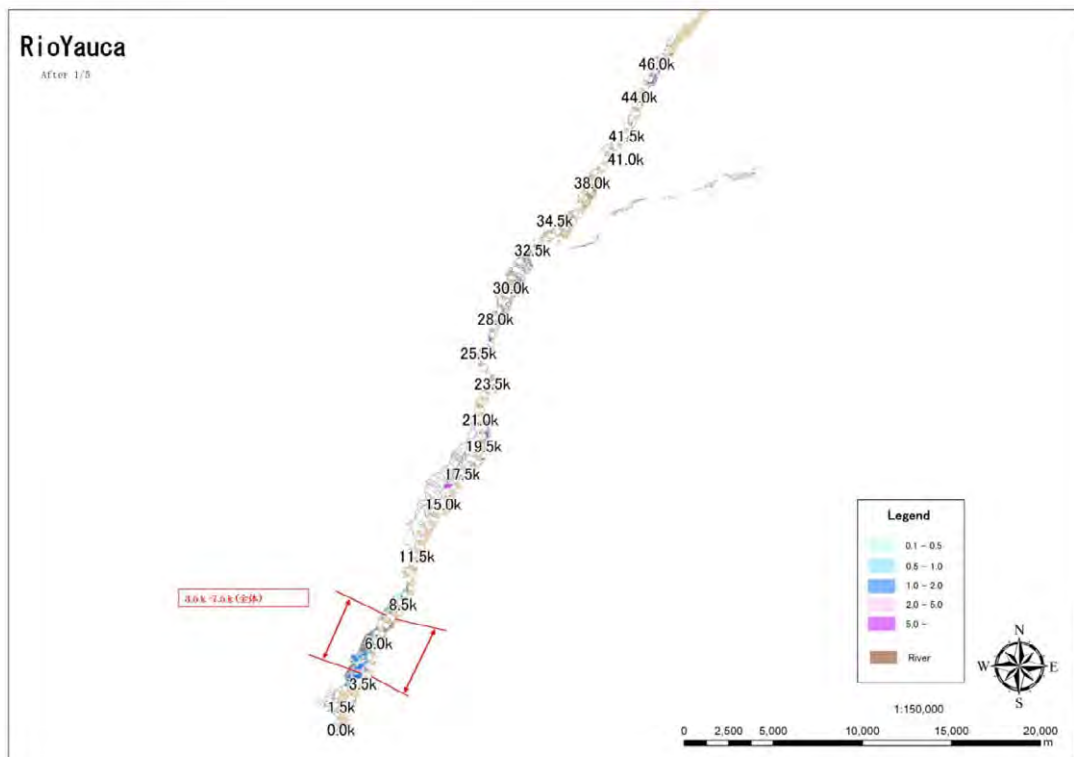 RioYauca
After 1/5
46.0k
44.0k
41.5k
41.0k
38.0k
34.5k
32.5k
30.0k
28.0k
25.5k
23.5k
21.0k
19.5k
17.5k
15.0k
11.5k
8.5k
6.0k
3.5k
1.5k
0.0k
(全体)
Legend
0.1 - 0.5
0.5 - 1.0
1.0 - 2.0
2.0 - 5.0
5.0 -
River
N
W
E
S
1:150,000
0 2,500 5,000 10,000 15,000 20,000
m